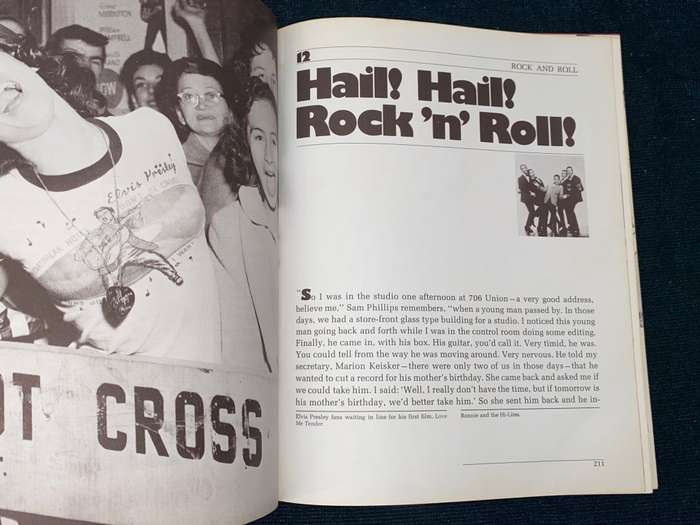 Elvis Presley
OT CROSS
12
ROCK AND ROLL
Hail! Hail!
Rock 'n' Roll!
"So I was in the studio one afternoon at 706 Union—a very good address,
believe me," Sam Phillips remembers, "when a young man passed by. In those
days, we had a store-front glass type building for a studio. I noticed this young
man going back and forth while I was in the control room doing some editing.
Finally, he came in, with his box. His guitar, you'd call it. Very timid, he was.
You could tell from the way he was moving around. Very nervous. He told my
secretary, Marion Keisker—there were only two of us in those days—that he
wanted to cut a record for his mother's birthday. She came back and asked me if
we could take him. I said: 'Well, I really don't have the time, but if tomorrow is
his mother's birthday, we'd better take him.' So she sent him back and he in-
Elvis Presley fans waiting in line for his first film, Love
Me Tender.
Ronnie and the Hi-Lites.
211